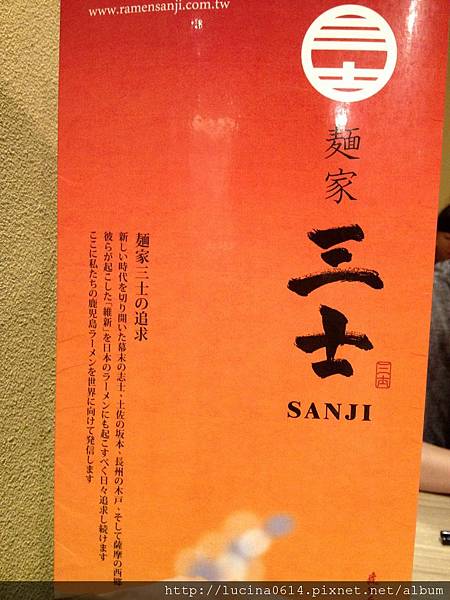 www.ramensanji.com.tw
三士
麺家
三士
三士
SANJI
麺家三士の追求
新しい時代を切り開いた幕末の志士、土佐の坂本、長州の木戸、そして薩摩の西郷
彼らが起こした「維新」を日本のラーメンにも起こすべく日々追求し続けます
ここに私たちの鹿児島ラーメンを世界に向けて発信します
http://lucina0614.pixnet.net/album